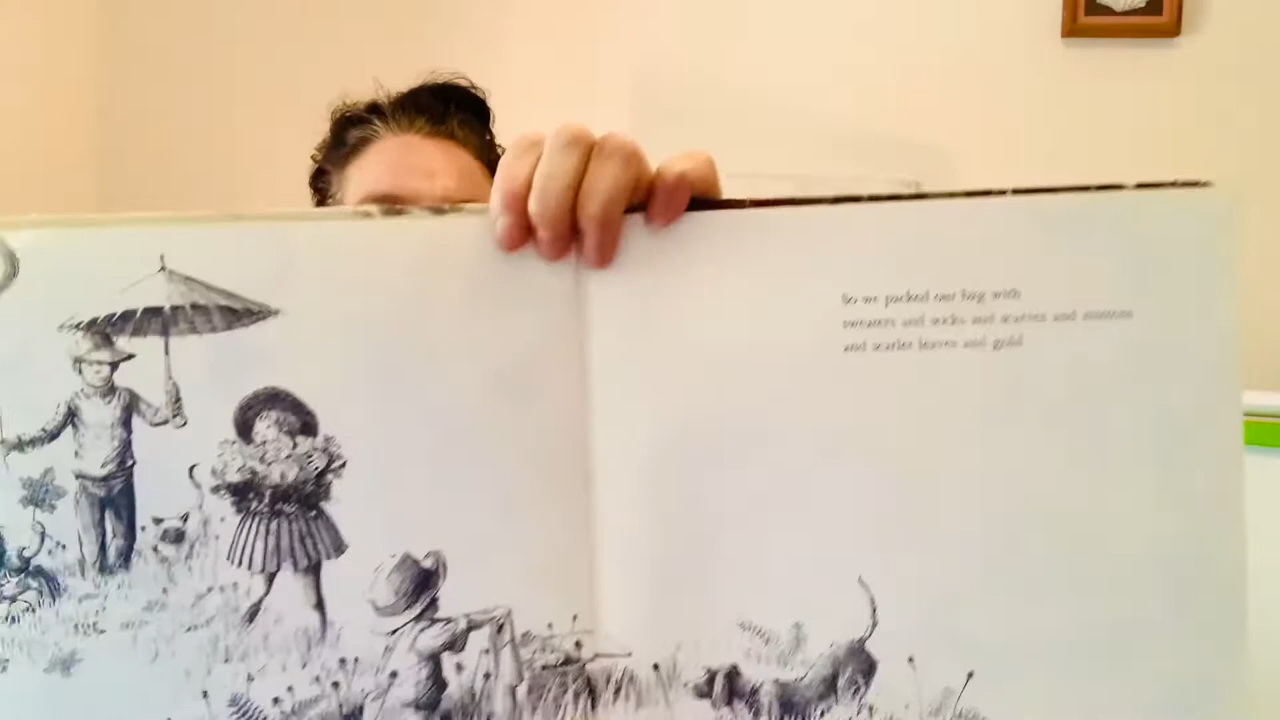 So we packed our bag with
sweaters and socks and scarves and mittens
and scarlet leaves and gold